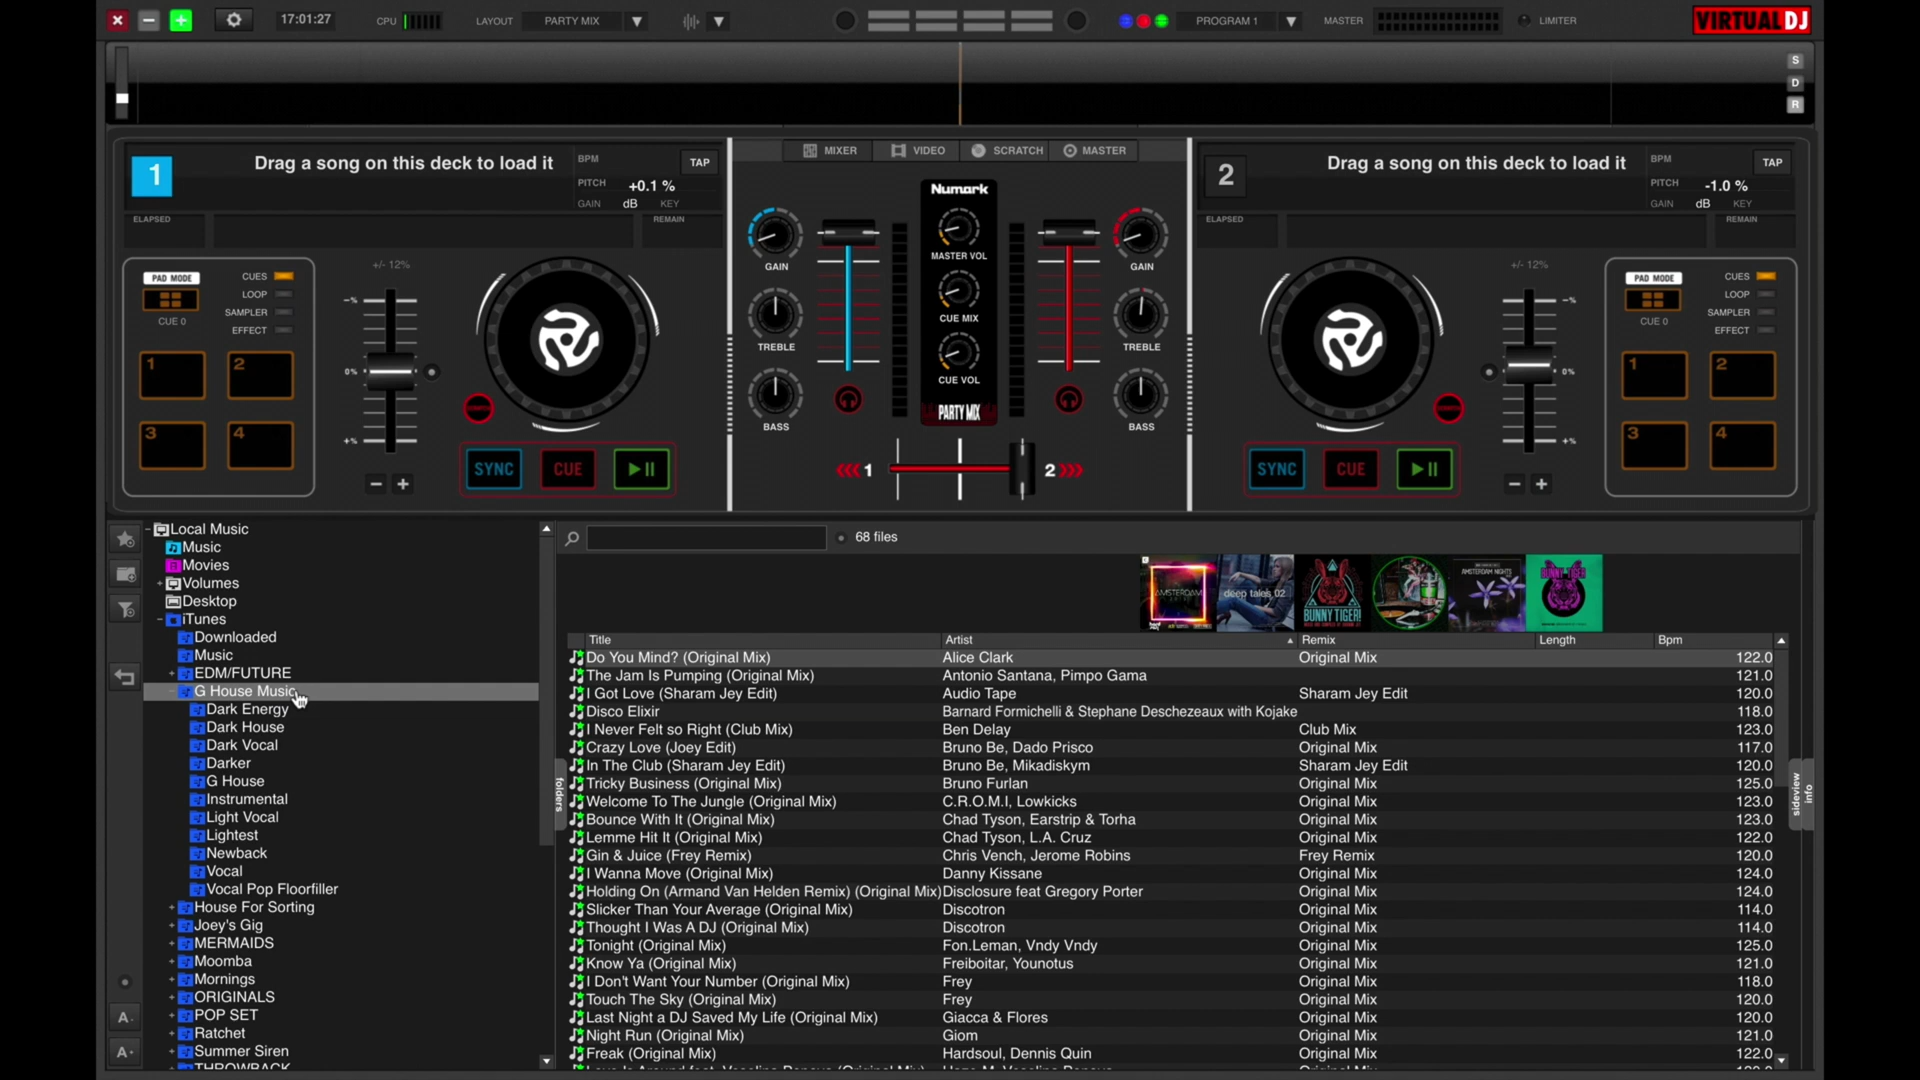 17:01:27 CPU LAYOUT PARTY MIX PROGRAM 1 MASTER LIMITER VIRTUAL DJ
S
D
R
1 Drag a song on this deck to load it BPM TAP
PITCH +0.1 %
GAIN dB KEY
ELAPSED REMAIN
MIXER VIDEO SCRATCH MASTER
2 Drag a song on this deck to load it BPM TAP
PITCH -1.0 %
GAIN dB KEY
ELAPSED REMAIN
PAD MODE CUES
LOOP
SAMPLER
CUE 0 EFFECT
1 2
3 4
+/- 12%
-%
0%
+%
SYNC CUE
GAIN
TREBLE
BASS
Numark
MASTER VOL
CUE MIX
CUE VOL
PARTY MIX
1 2
GAIN
TREBLE
BASS
SYNC CUE
+/- 12%
-%
0%
+%
PAD MODE CUES
LOOP
SAMPLER
CUE 0 EFFECT
1 2
3 4
Local Music
Music
Movies
Volumes
Desktop
iTunes
Downloaded
Music
EDM/FUTURE
G House Music
Dark Energy
Dark House
Dark Vocal
Darker
G House
Instrumental
Light Vocal
Lightest
Newback
Vocal
Vocal Pop Floorfiller
House For Sorting
Joey's Gig
MERMAIDS
Moomba
Mornings
ORIGINALS
POP SET
Ratchet
Summer Siren
THROWBACK
A-
A+
folders
68 files
AMSTERDAM
deep tales 02
BUNNY TIGER!
AMSTERDAM NIGHTS
BUNNY TIGER
Title Artist Remix Length Bpm
Do You Mind? (Original Mix) Alice Clark Original Mix 122.0
The Jam Is Pumping (Original Mix) Antonio Santana, Pimpo Gama 121.0
I Got Love (Sharam Jey Edit) Audio Tape Sharam Jey Edit 120.0
Disco Elixir Barnard Formichelli & Stephane Deschezeaux with Kojake 118.0
I Never Felt so Right (Club Mix) Ben Delay Club Mix 123.0
Crazy Love (Joey Edit) Bruno Be, Dado Prisco Original Mix 117.0
In The Club (Sharam Jey Edit) Bruno Be, Mikadiskym Sharam Jey Edit 120.0
Tricky Business (Original Mix) Bruno Furlan Original Mix 125.0
Welcome To The Jungle (Original Mix) C.R.O.M.I, Lowkicks Original Mix 123.0
Bounce With It (Original Mix) Chad Tyson, Earstrip & Torha Original Mix 123.0
Lemme Hit It (Original Mix) Chad Tyson, L.A. Cruz Original Mix 122.0
Gin & Juice (Frey Remix) Chris Vench, Jerome Robins Frey Remix 120.0
I Wanna Move (Original Mix) Danny Kissane Original Mix 124.0
Holding On (Armand Van Helden Remix) (Original Mix) Disclosure feat Gregory Porter Original Mix 124.0
Slicker Than Your Average (Original Mix) Discotron Original Mix 114.0
Thought I Was A DJ (Original Mix) Discotron Original Mix 114.0
Tonight (Original Mix) Fon.Leman, Vndy Vndy Original Mix 125.0
Know Ya (Original Mix) Freiboitar, Younotus Original Mix 121.0
I Don't Want Your Number (Original Mix) Frey Original Mix 118.0
Touch The Sky (Original Mix) Frey Original Mix 120.0
Last Night a DJ Saved My Life (Original Mix) Giacca & Flores Original Mix 120.0
Night Run (Original Mix) Giom Original Mix 121.0
Freak (Original Mix) Hardsoul, Dennis Quin Original Mix 122.0
sideview
info